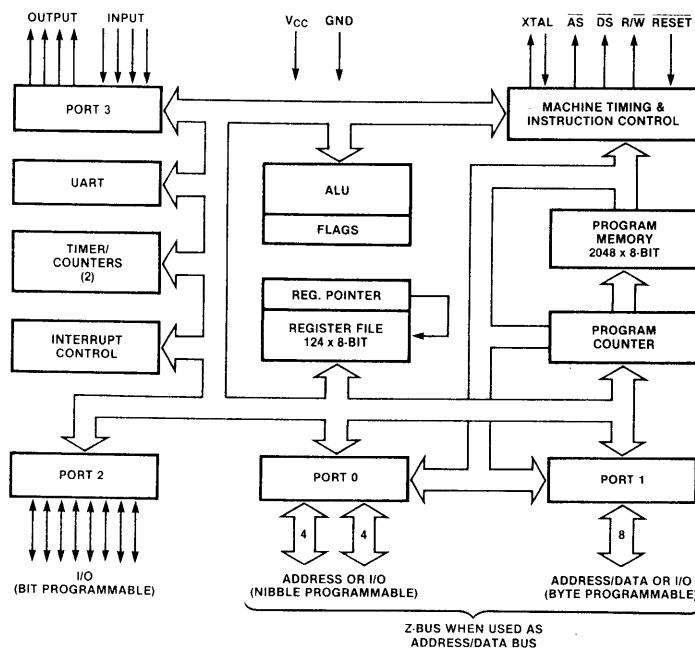 OUTPUT
INPUT
VCC
GND
XTAL
AS
DS
R/W
RESET
PORT 3
MACHINE TIMING &
INSTRUCTION CONTROL
UART
ALU
FLAGS
PROGRAM
MEMORY
2048 x 8-BIT
TIMER/
COUNTERS
(2)
REG. POINTER
REGISTER FILE
124 x 8-BIT
PROGRAM
COUNTER
INTERRUPT
CONTROL
PORT 2
PORT 0
PORT 1
4
4
8
I/O
(BIT PROGRAMMABLE)
ADDRESS OR I/O
(NIBBLE PROGRAMMABLE)
ADDRESS/DATA OR I/O
(BYTE PROGRAMMABLE)
Z-BUS WHEN USED AS
ADDRESS/DATA BUS